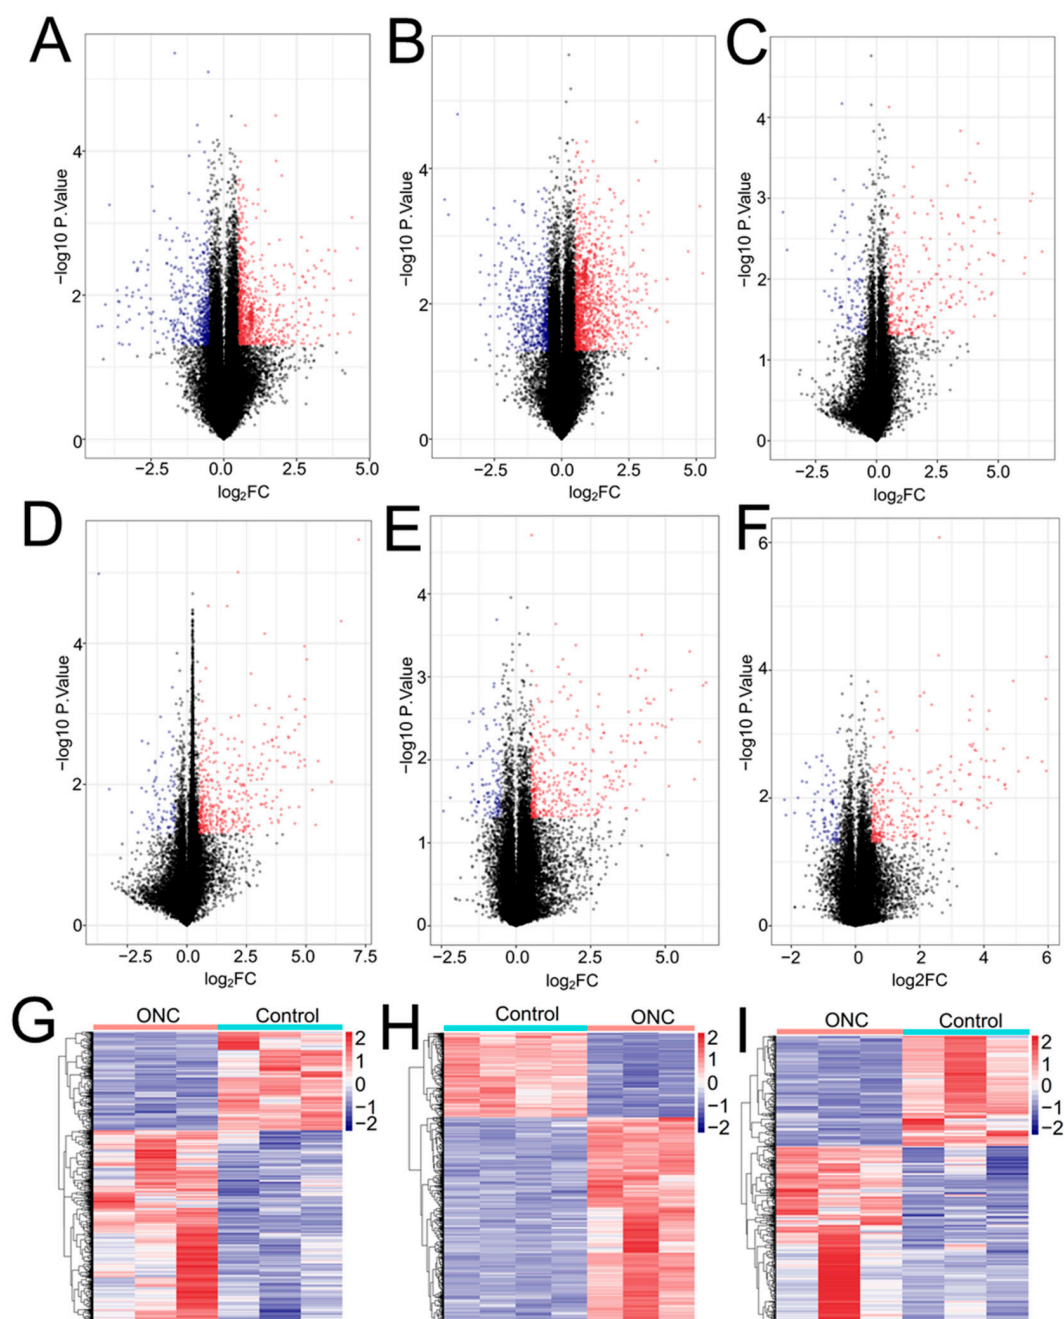 A
−log10 P.Value
4
2
0
−2.5 0.0 2.5 5.0
log₂FC
B
−log10 P.Value
4
2
0
−2.5 0.0 2.5 5.0
log₂FC
C
−log10 P.Value
4
3
2
1
0
−2.5 0.0 2.5 5.0
log₂FC
D
−log10 P.Value
4
2
0
−2.5 0.0 2.5 5.0 7.5
log₂FC
E
−log10 P.Value
4
3
2
1
0
−2.5 0.0 2.5 5.0
log₂FC
F
−log10 P.Value
6
4
2
0
−2 0 2 4 6
log2FC
G
ONC Control
2
1
0
−1
−2
H
Control ONC
2
1
0
−1
−2
I
ONC Control
2
1
0
−1
−2